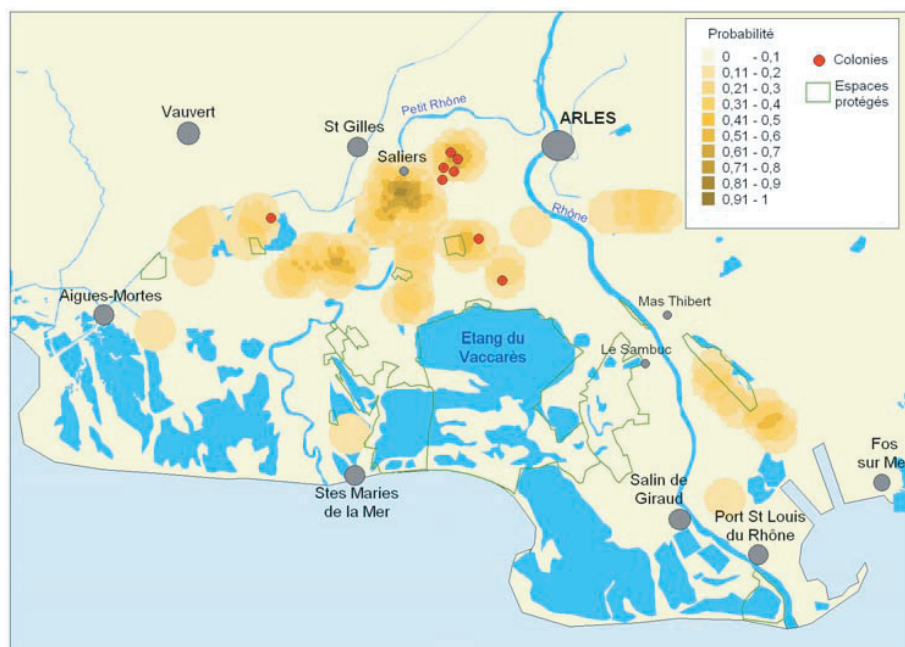 Probabilité
0 - 0,1
0,11 - 0,2
0,21 - 0,3
0,31 - 0,4
0,41 - 0,5
0,51 - 0,6
0,61 - 0,7
0,71 - 0,8
0,81 - 0,9
0,91 - 1
Colonies
Espaces
protégés
Vauvert
St Gilles
Petit Rhône
ARLES
Saliers
Rhône
Aigues-Mortes
Mas Thibert
Etang du
Vaccarès
Le Sambuc
Stes Maries
de la Mer
Salin de
Giraud
Port St Louis
du Rhône
Fos
sur Me